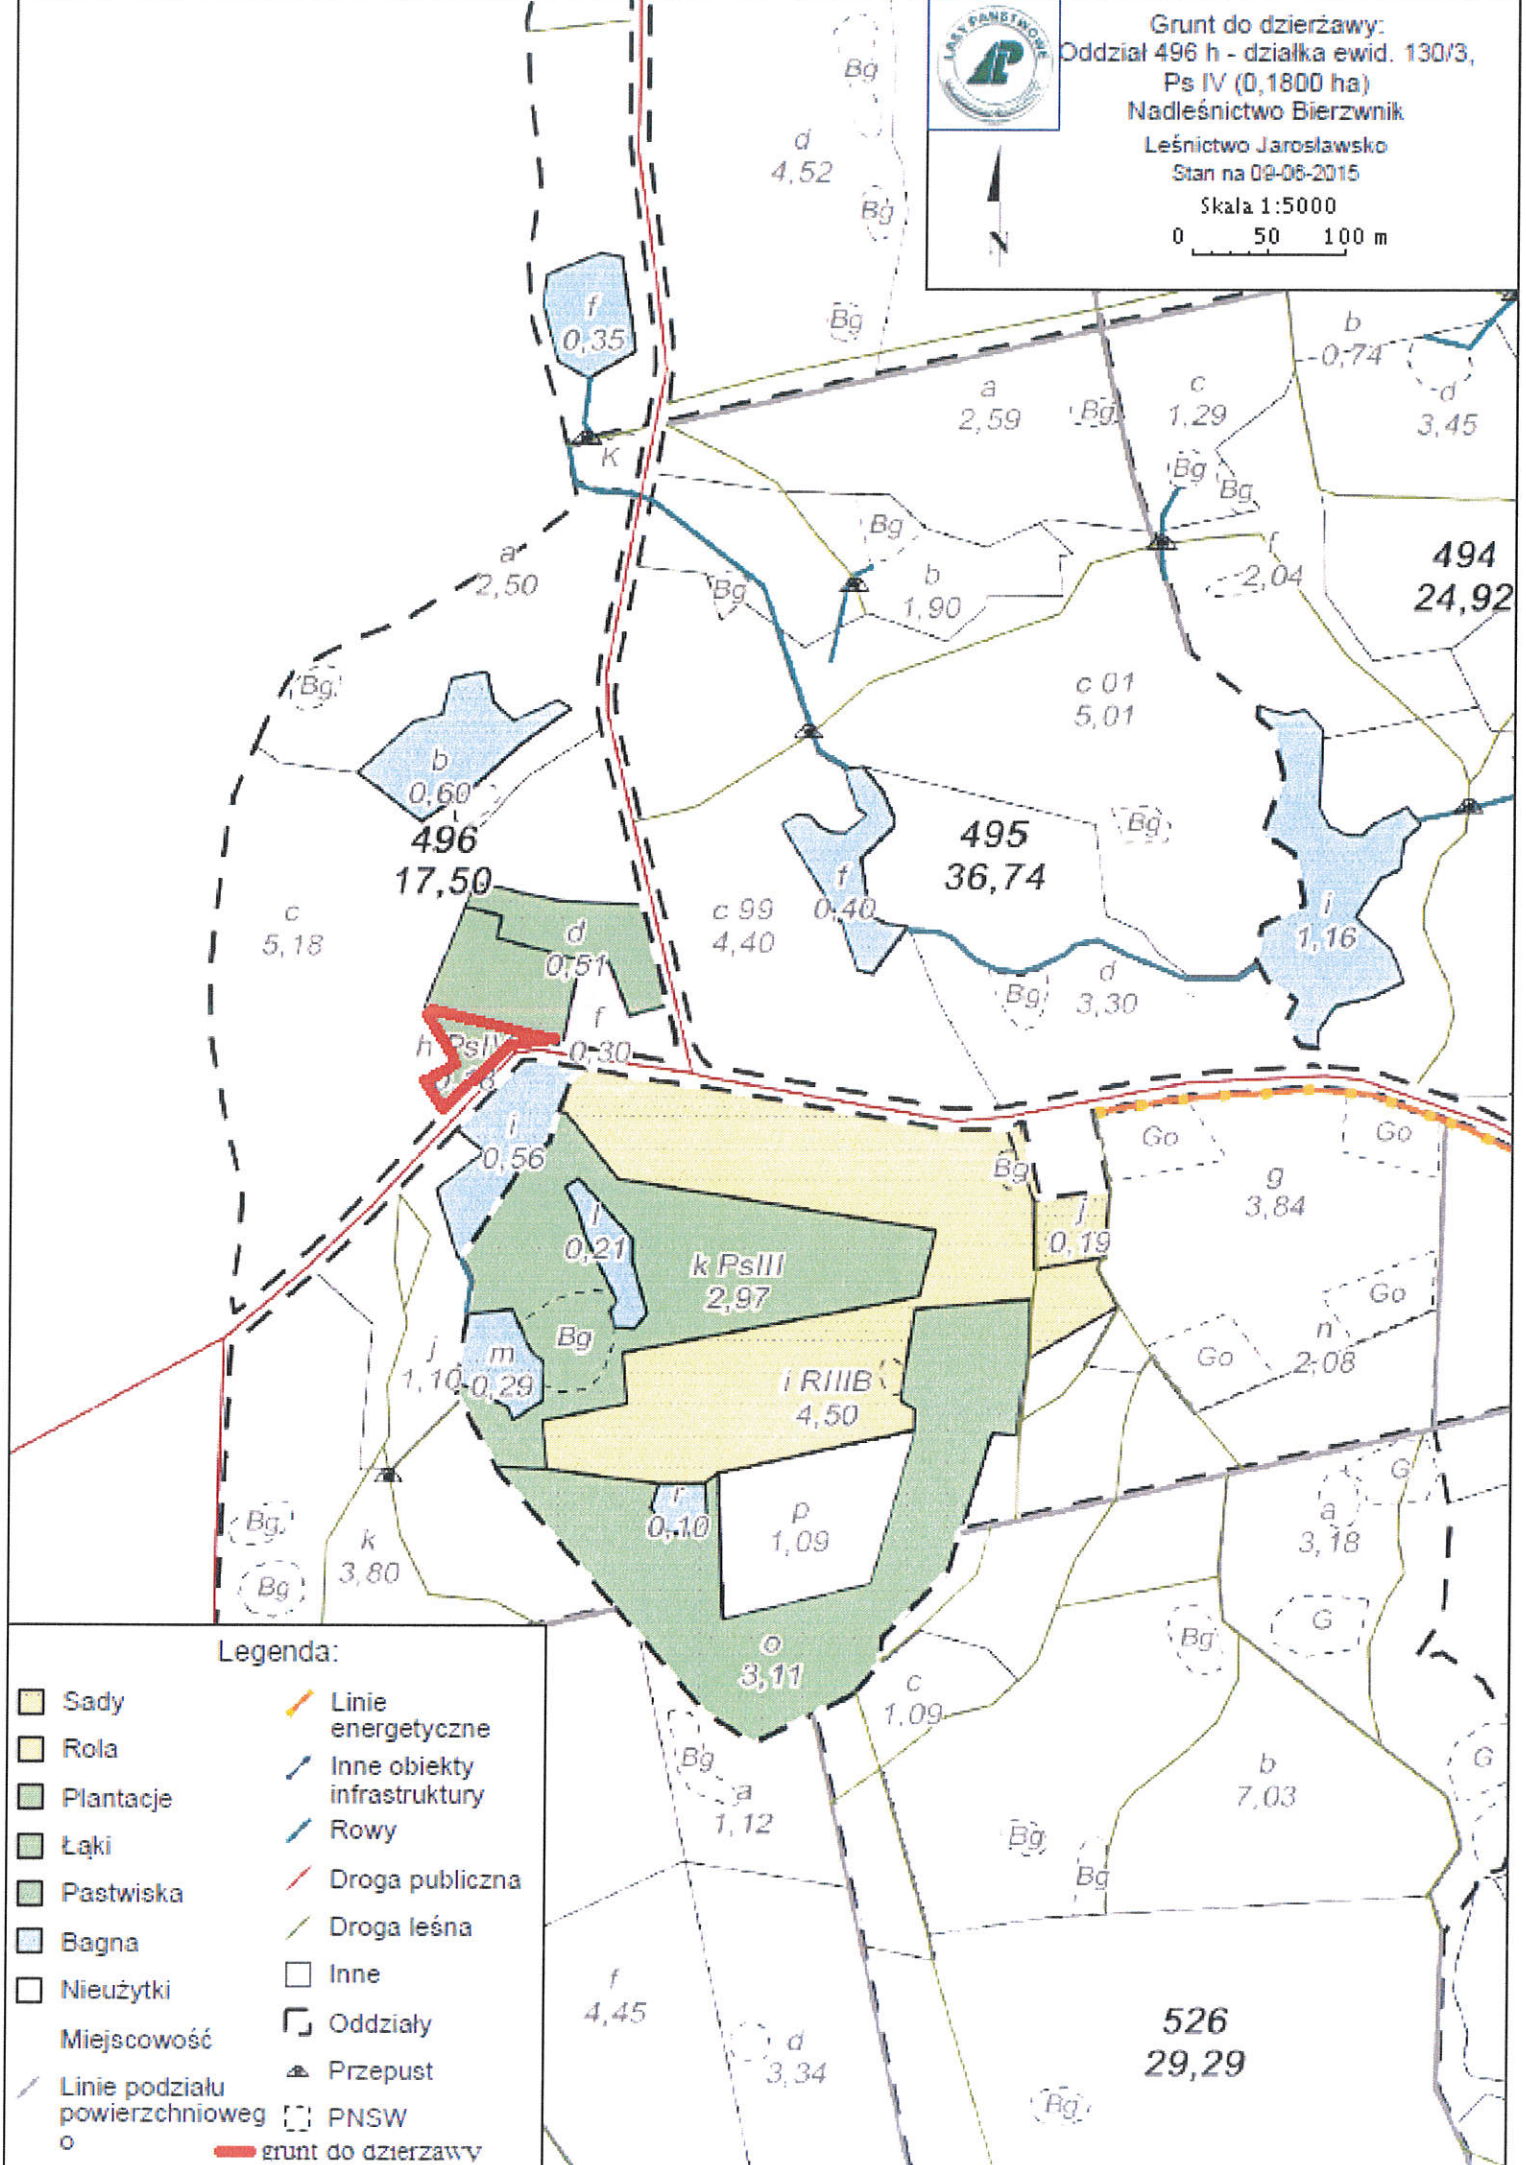 LASY PAŃSTWOWE
Grunt do dzierżawy:
Oddział 496 h - działka ewid. 130/3,
Ps IV (0,1800 ha)
Nadleśnictwo Bierzwnik
Leśnictwo Jarosławsko
Stan na 09-06-2015
Skala 1:5000
0 50 100 m
N
Bg
d
4,52
Bg
f
0,35
Bg
b
0,74
d
3,45
a
2,59
Bg
c
1,29
K
Bg
Bg
Bg
a
2,50
Bg
b
1,90
f
2,04
494
24,92
Bg
c 01
5,01
b
0,60
496
17,50
495
36,74
Bg
c
5,18
d
0,51
c 99
4,40
f
0,40
i
1,16
Bg
d
3,30
h PsIV
0,18
f
0,30
i
0,56
Bg
Go
Go
g
3,84
j
0,19
l
0,21
k PsIII
2,97
Bg
Go
n
2,08
Go
j
1,10
m
0,29
i RIIIB
4,50
Bg
k
3,80
Bg
r
0,10
p
1,09
G
a
3,18
G
Bg
o
3,11
c
1,09
Bg
a
1,12
b
7,03
G
Bg
Bg
f
4,45
d
3,34
526
29,29
Bg
Legenda:
Sady
Rola
Plantacje
Łąki
Pastwiska
Bagna
Nieużytki
Miejscowość
Linie podziału
powierzchnioweg
o
Linie
energetyczne
Inne obiekty
infrastruktury
Rowy
Droga publiczna
Droga leśna
Inne
Oddziały
Przepust
PNSW
grunt do dzierzawy